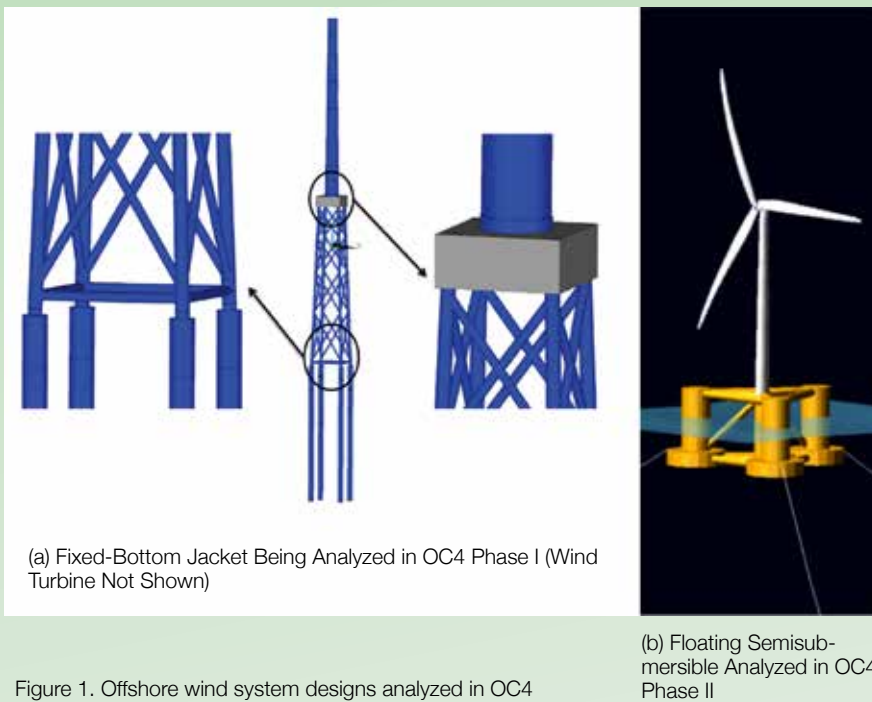 (a) Fixed-Bottom Jacket Being Analyzed in OC4 Phase I (Wind
Turbine Not Shown)
(b) Floating Semisub-
mersible Analyzed in OC4
Phase II
Figure 1. Offshore wind system designs analyzed in OC4